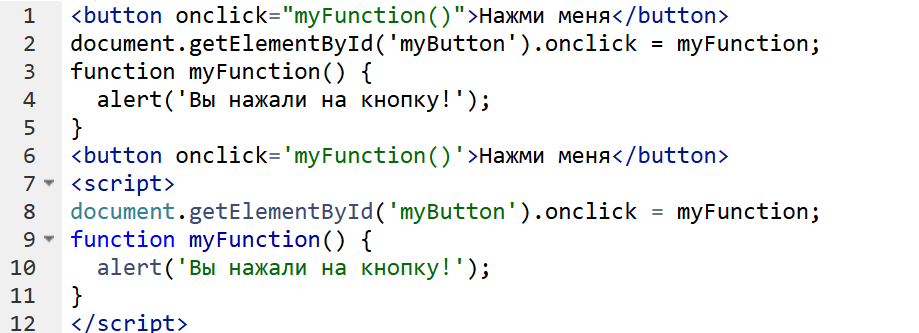 1 <button onclick="myFunction()">Нажми меня</button>
2 document.getElementById('myButton').onclick = myFunction;
3 function myFunction() {
4   alert('Вы нажали на кнопку!');
5 }
6 <button onclick='myFunction()'>Нажми меня</button>
7 <script>
8 document.getElementById('myButton').onclick = myFunction;
9 function myFunction() {
10   alert('Вы нажали на кнопку!');
11 }
12 </script>